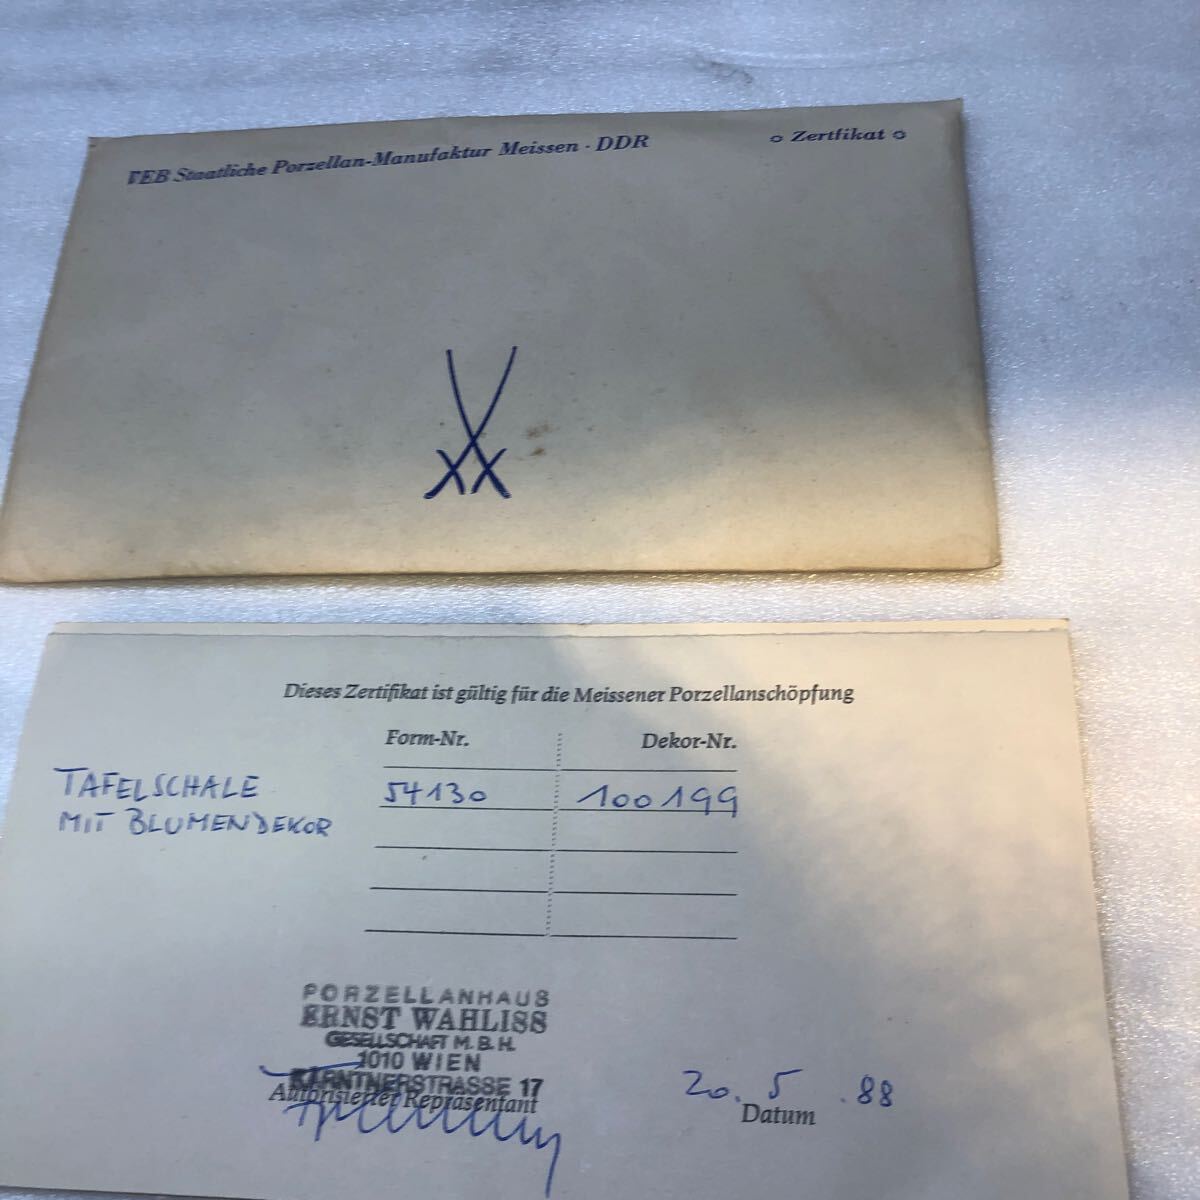 VEB Staatliche Porzellan-Manufaktur Meissen · DDR
o Zertifikat o
Dieses Zertifikat ist gültig für die Meissener Porzellanschöpfung
Form-Nr. Dekor-Nr.
TAFELSCHALE 54130 100199
MIT BLUMENDEKOR
PORZELLANHAUS
ERNST WAHLISS
GESELLSCHAFT M. B. H.
1010 WIEN
KÄRNTNERSTRASSE 17
Autorisierter Repräsentant
20. 5 .88
Datum